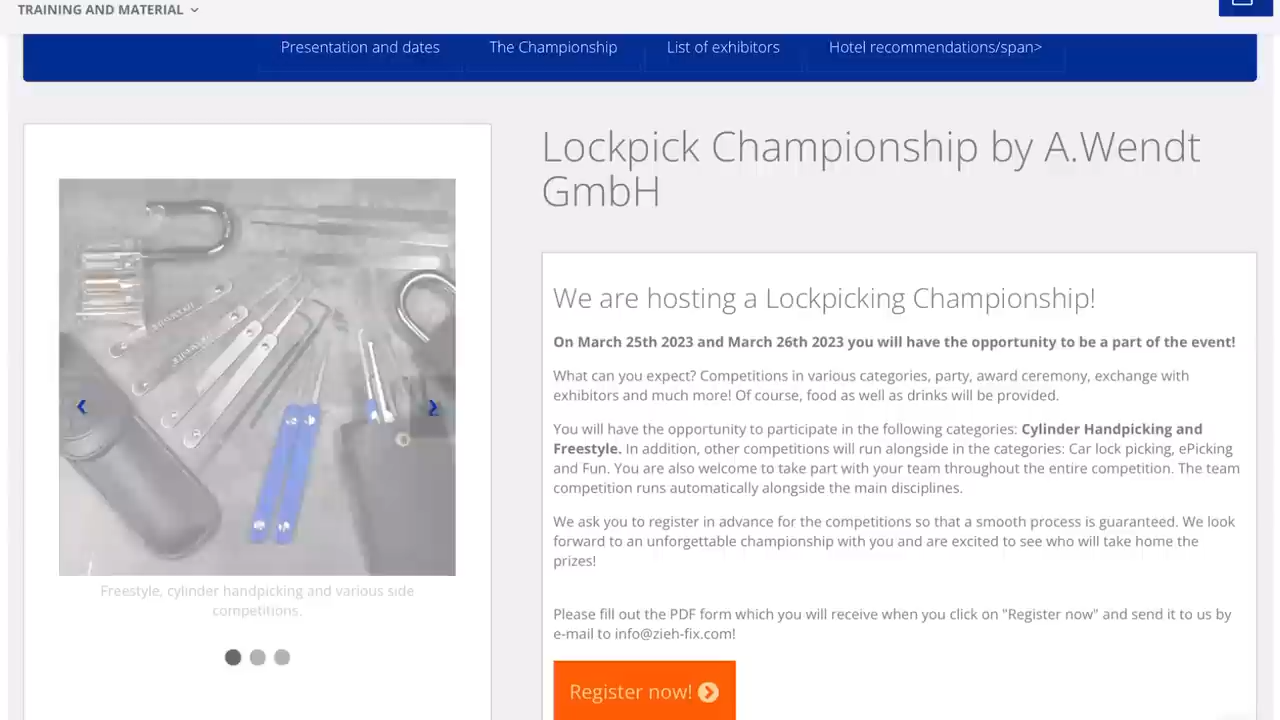 TRAINING AND MATERIAL
Presentation and dates
The Championship
List of exhibitors
Hotel recommendations/span>
Lockpick Championship by A.Wendt
GmbH
We are hosting a Lockpicking Championship!
On March 25th 2023 and March 26th 2023 you will have the opportunity to be a part of the event!
What can you expect? Competitions in various categories, party, award ceremony, exchange with
exhibitors and much more! Of course, food as well as drinks will be provided.
You will have the opportunity to participate in the following categories: Cylinder Handpicking and
Freestyle. In addition, other competitions will run alongside in the categories: Car lock picking, ePicking
and Fun. You are also welcome to take part with your team throughout the entire competition. The team
competition runs automatically alongside the main disciplines.
We ask you to register in advance for the competitions so that a smooth process is guaranteed. We look
forward to an unforgettable championship with you and are excited to see who will take home the
prizes!
Please fill out the PDF form which you will receive when you click on "Register now" and send it to us by
e-mail to info@zieh-fix.com!
Register now!
Freestyle, cylinder handpicking and various side
competitions.